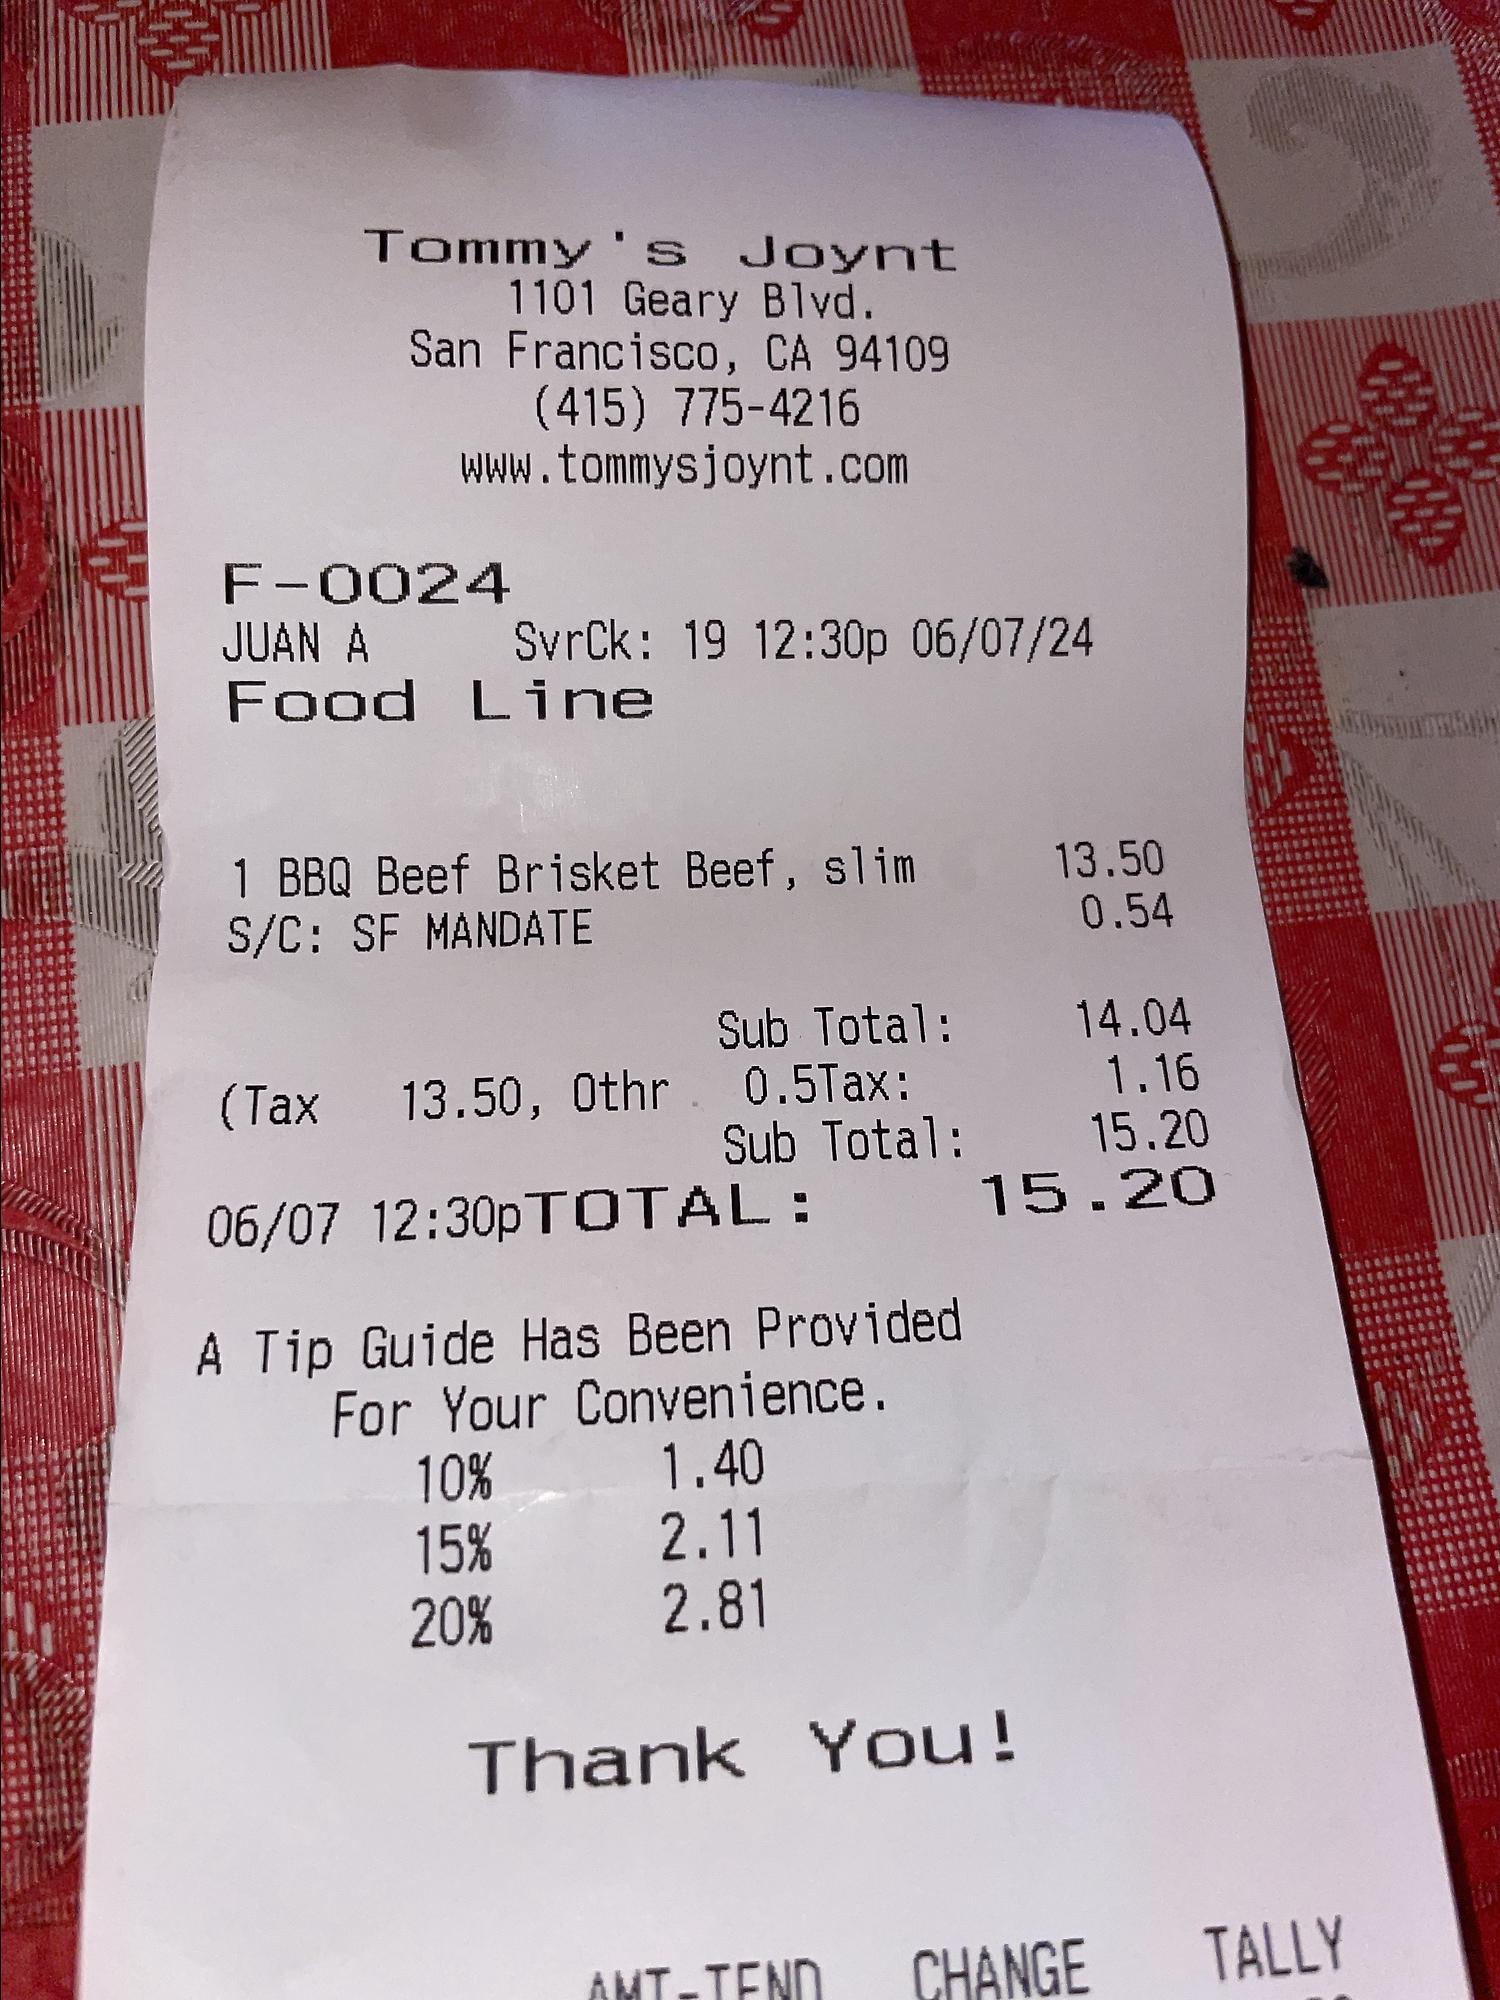 Tommy's Joynt
1101 Geary Blvd.
San Francisco, CA 94109
(415) 775-4216
www.tommysjoynt.com
F-0024
JUAN A SvrCk: 19 12:30p 06/07/24
Food Line
1 BBQ Beef Brisket Beef, slim 13.50
S/C: SF MANDATE 0.54
Sub Total: 14.04
(Tax 13.50, Othr 0.5Tax: 1.16
Sub Total: 15.20
06/07 12:30pTOTAL: 15.20
A Tip Guide Has Been Provided
For Your Convenience.
10% 1.40
15% 2.11
20% 2.81
Thank You!
AMT-TEND CHANGE TALLY